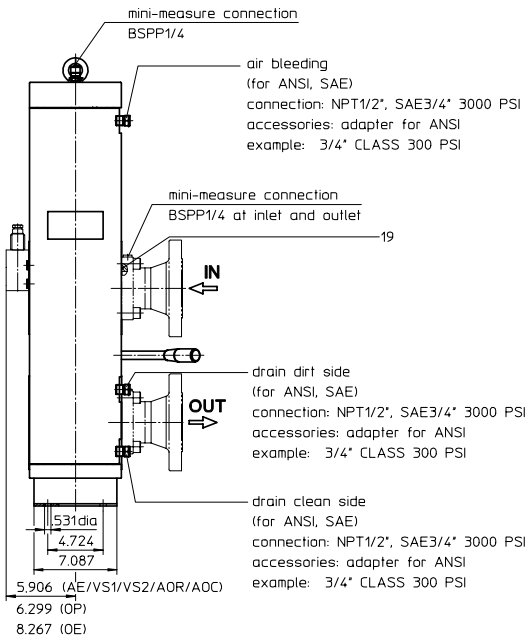 mini-measure connection
BSPP1/4
air bleeding
(for ANSI, SAE)
connection: NPT1/2", SAE3/4" 3000 PSI
accessories: adapter for ANSI
example: 3/4" CLASS 300 PSI
mini-measure connection
BSPP1/4 at inlet and outlet
19
IN
drain dirt side
(for ANSI, SAE)
connection: NPT1/2", SAE3/4" 3000 PSI
accessories: adapter for ANSI
example: 3/4" CLASS 300 PSI
OUT
drain clean side
(for ANSI, SAE)
connection: NPT1/2", SAE3/4" 3000 PSI
accessories: adapter for ANSI
example: 3/4" CLASS 300 PSI
.531dia
4.724
7.087
5,906 (AE/VS1/VS2/AOR/AOC)
6.299 (OP)
8.267 (OE)